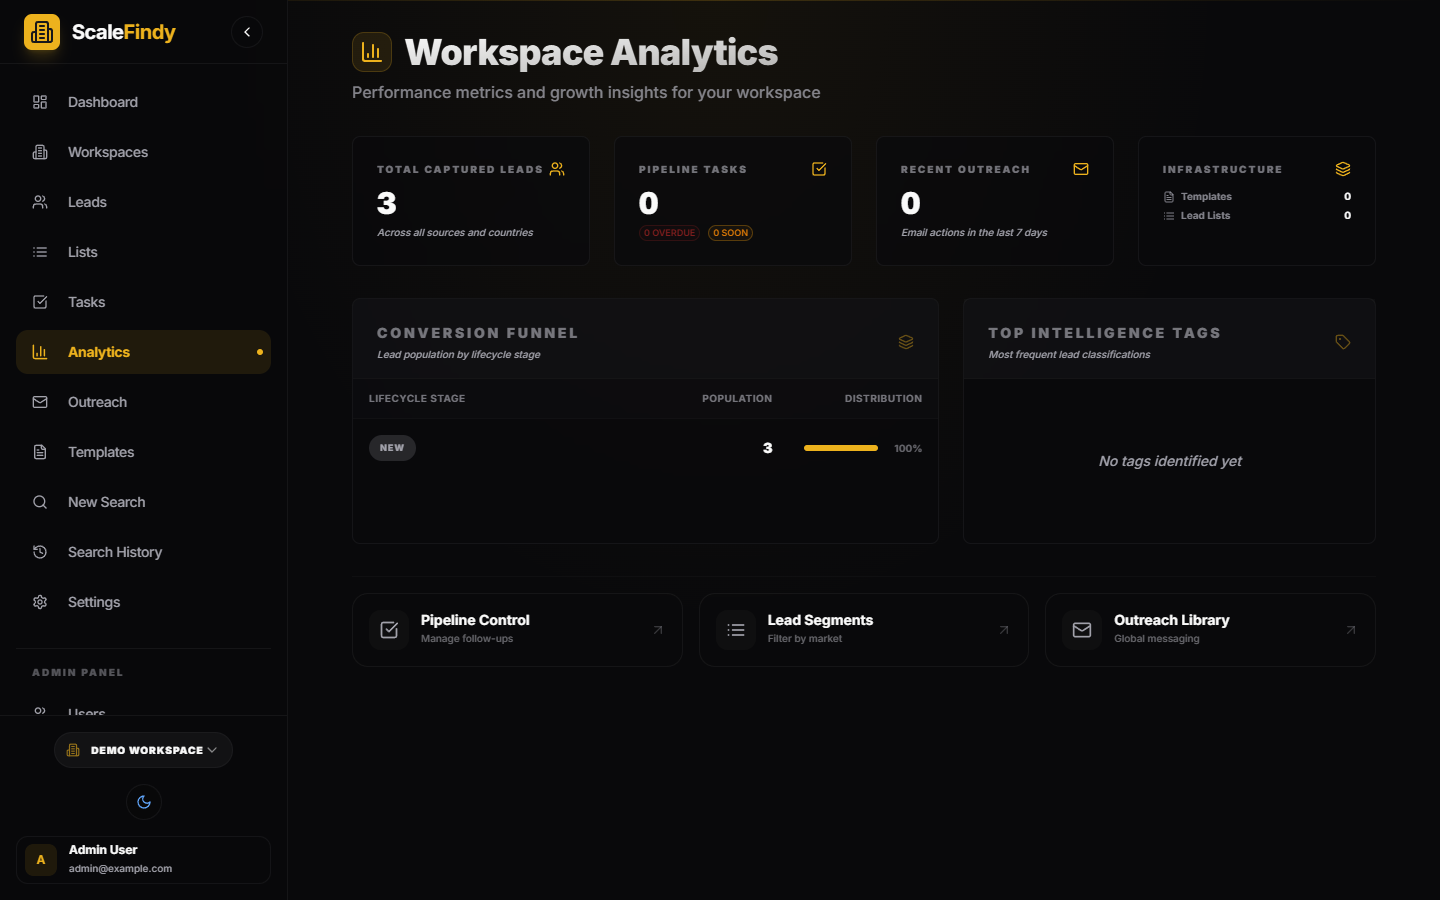 ScaleFindy
Dashboard
Workspaces
Leads
Lists
Tasks
Analytics
Outreach
Templates
New Search
Search History
Settings
ADMIN PANEL
Users
DEMO WORKSPACE
A
Admin User
admin@example.com
Workspace Analytics
Performance metrics and growth insights for your workspace
TOTAL CAPTURED LEADS
3
Across all sources and countries
PIPELINE TASKS
0
0 OVERDUE 0 SOON
RECENT OUTREACH
0
Email actions in the last 7 days
INFRASTRUCTURE
Templates 0
Lead Lists 0
CONVERSION FUNNEL
Lead population by lifecycle stage
LIFECYCLE STAGE POPULATION DISTRIBUTION
NEW 3 100%
TOP INTELLIGENCE TAGS
Most frequent lead classifications
No tags identified yet
Pipeline Control
Manage follow-ups
Lead Segments
Filter by market
Outreach Library
Global messaging